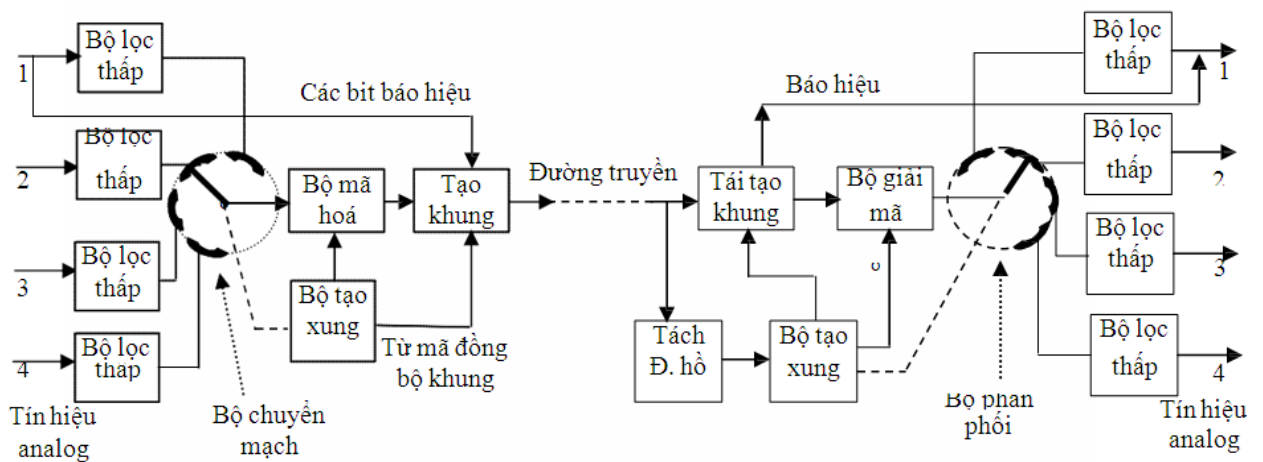 Bộ lọc
thấp
1
Các bit báo hiệu
Bộ lọc
thấp
2
Bộ mã
hoá
Tạo
khung
Đường truyền
Bộ lọc
thấp
3
Bộ tạo
xung
Từ mã đồng
bộ khung
Bộ lọc
thấp
4
Tín hiệu
analog
Bộ chuyển
mạch
Báo hiệu
Tái tạo
khung
Bộ giải
mã
Tách
Đ. hồ
Bộ tạo
xung
Bộ phân
phối
Bộ lọc
thấp
1
Bộ lọc
thấp
2
Bộ lọc
thấp
3
Bộ lọc
thấp
4
Tín hiệu
analog